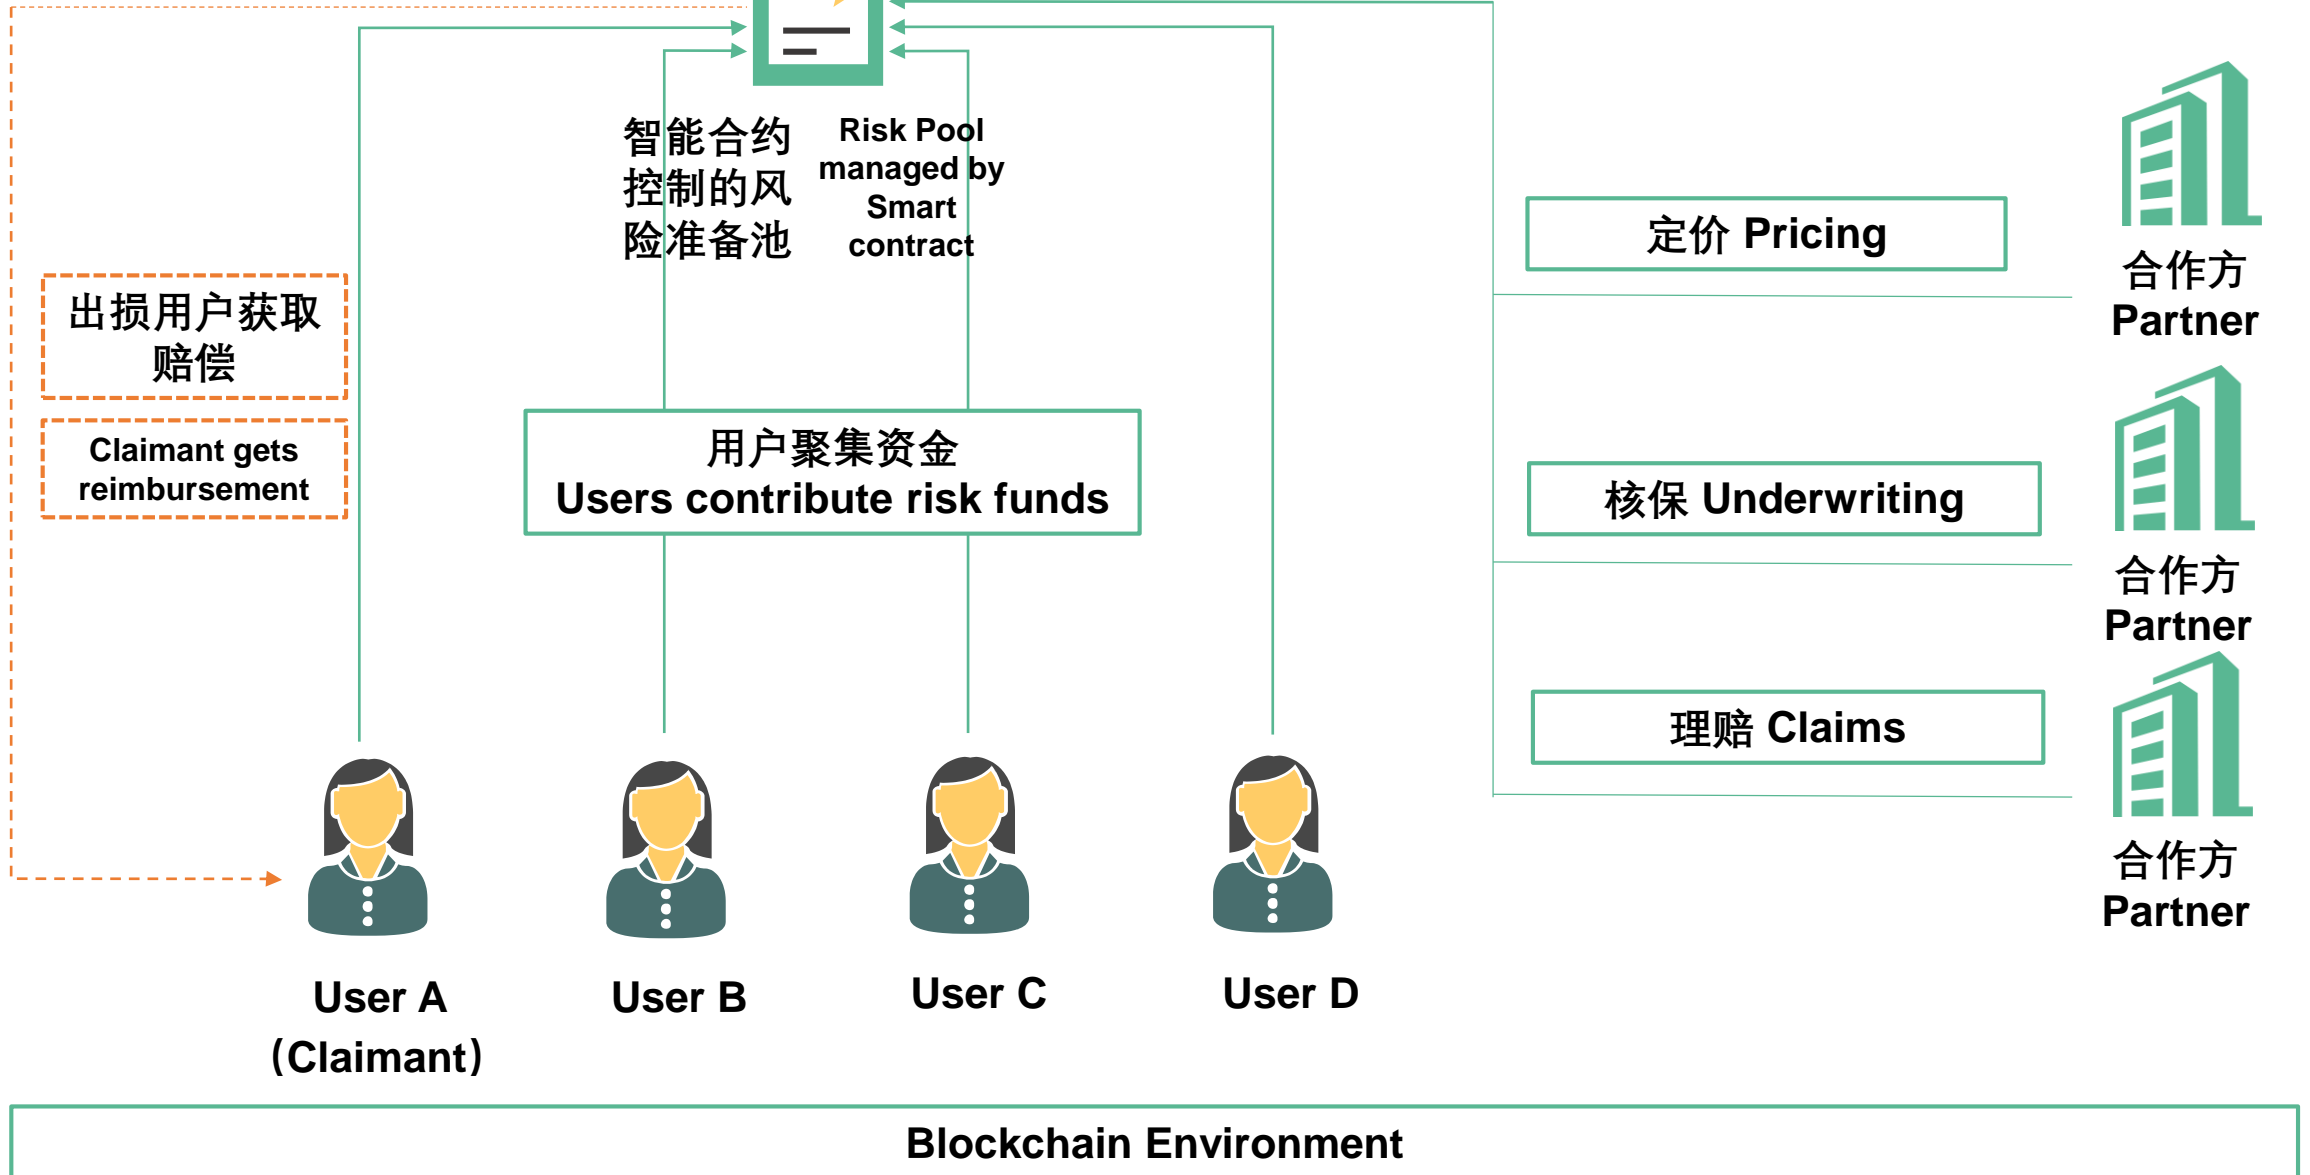 智能合约
控制的风
险准备池
Risk Pool
managed by
Smart
contract
定价 Pricing
合作方
Partner
出损用户获取
赔偿
Claimant gets
reimbursement
用户聚集资金
Users contribute risk funds
核保 Underwriting
合作方
Partner
理赔 Claims
合作方
Partner
User A
(Claimant)
User B
User C
User D
Blockchain Environment